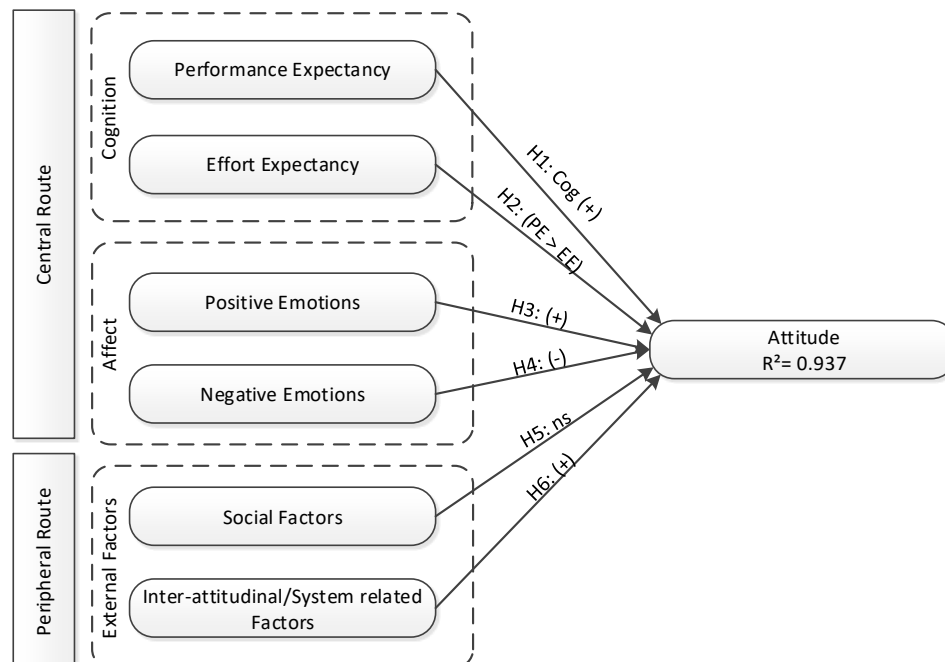 Central Route
Cognition
Performance Expectancy
Effort Expectancy
Affect
Positive Emotions
Negative Emotions
Peripheral Route
External Factors
Social Factors
Inter-attitudinal/System related
Factors
H1: Cog (+)
H2: (PE > EE)
H3: (+)
H4: (-)
H5: ns
H6: (+)
Attitude
R²= 0.937